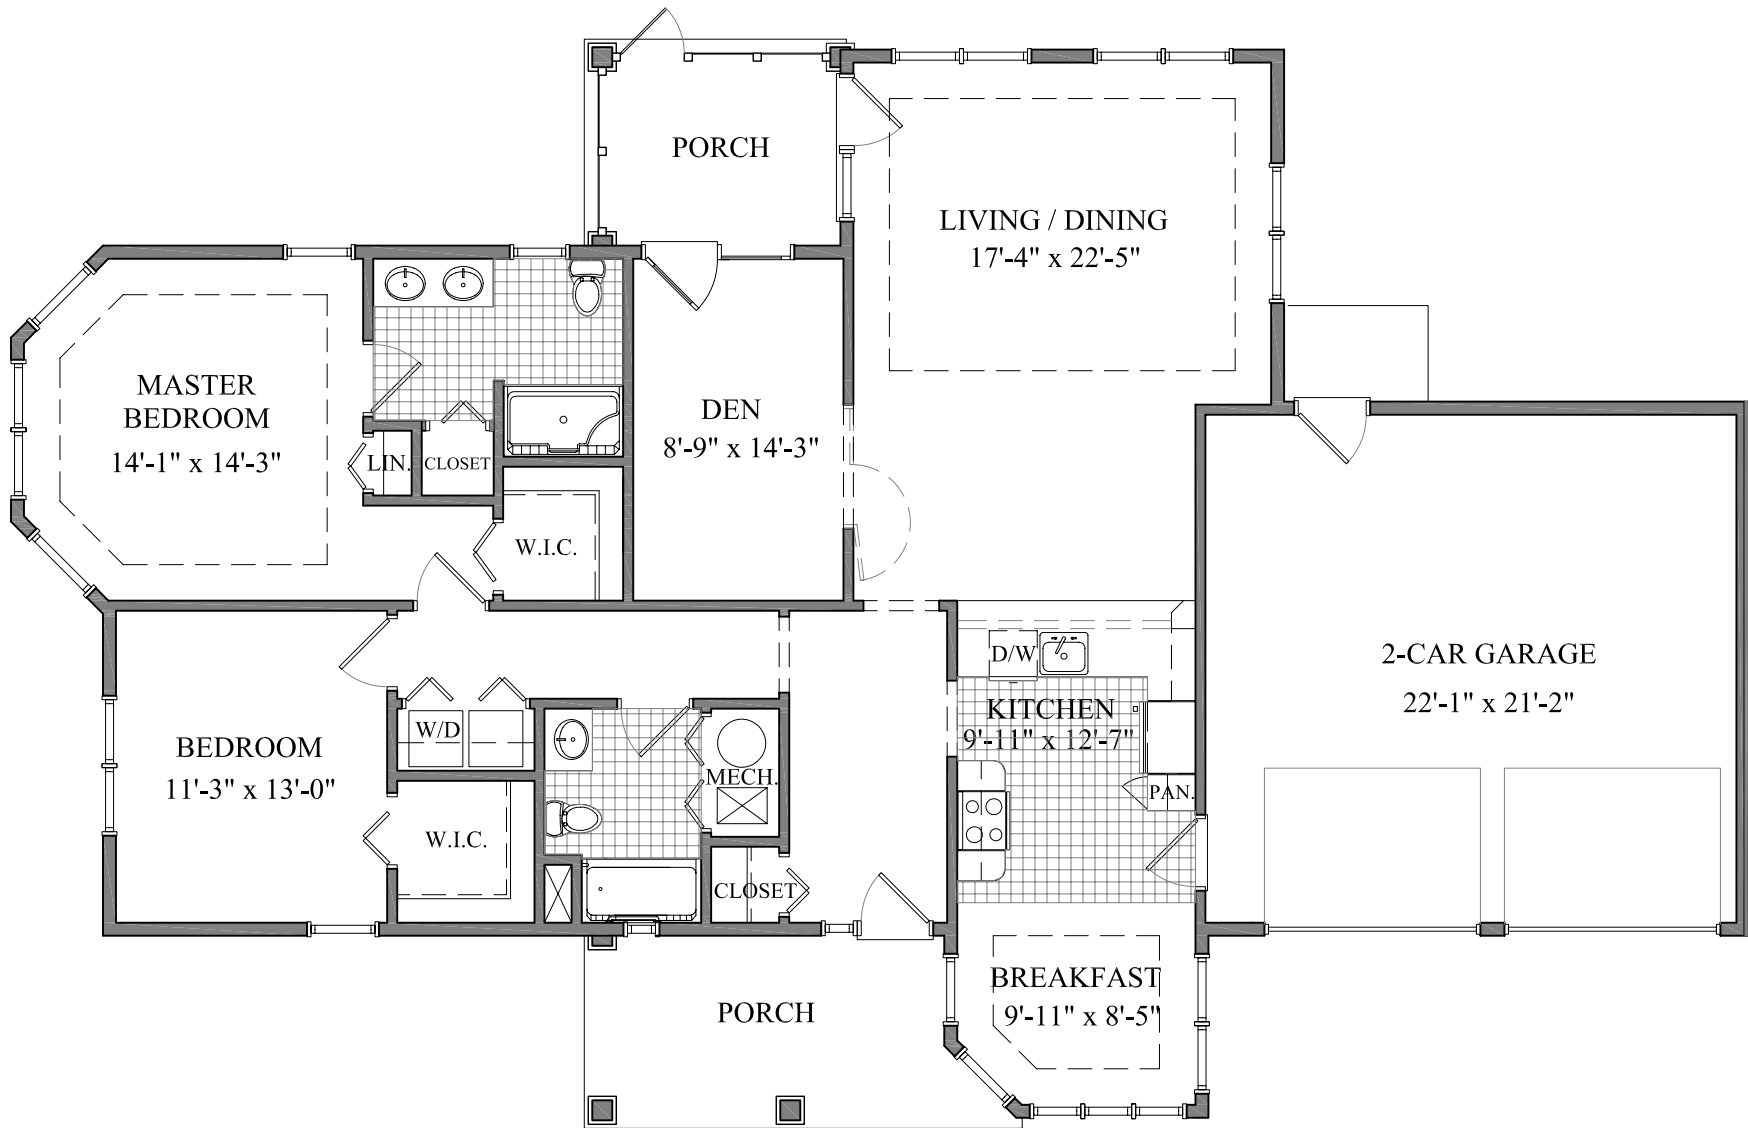 PORCH
LIVING / DINING
17'-4" x 22'-5"
MASTER
BEDROOM
14'-1" x 14'-3"
LIN.
CLOSET
DEN
8'-9" x 14'-3"
W.I.C.
2-CAR GARAGE
22'-1" x 21'-2"
D/W
KITCHEN
9'-11" x 12'-7"
PAN.
BEDROOM
11'-3" x 13'-0"
W/D
MECH.
W.I.C.
CLOSET
BREAKFAST
9'-11" x 8'-5"
PORCH